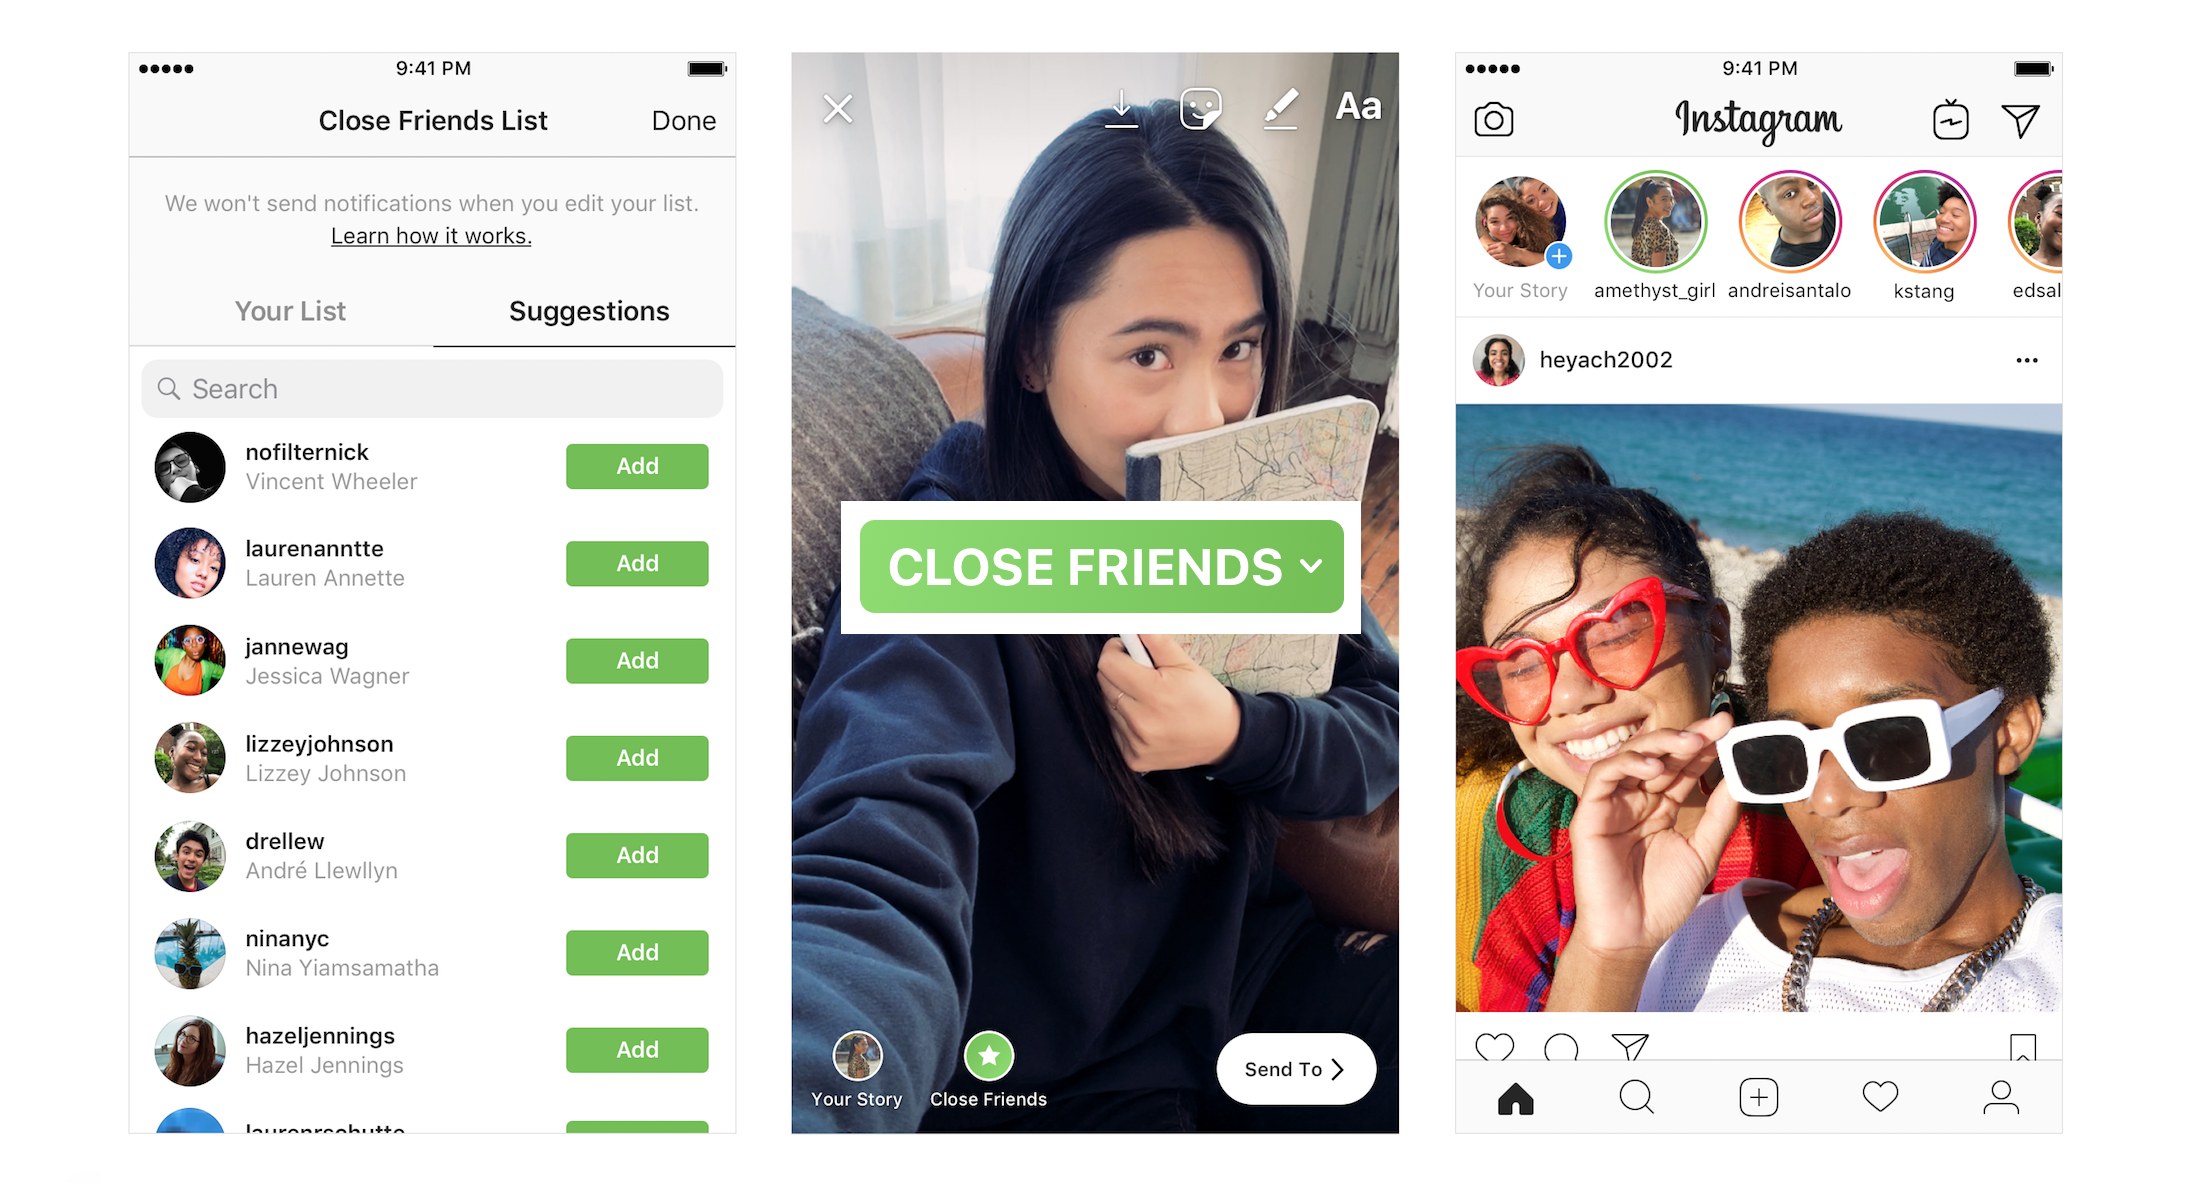 9:41 PM
Close Friends List
Done
We won't send notifications when you edit your list.
Learn how it works.
Your List
Suggestions
Search
nofilternick
Vincent Wheeler
Add
laurenanntte
Lauren Annette
Add
jannewag
Jessica Wagner
Add
lizzeyjohnson
Lizzey Johnson
Add
drellew
André Llewllyn
Add
ninanyc
Nina Yiamsamatha
Add
hazeljennings
Hazel Jennings
Add
laurenrschutte
Aa
CLOSE FRIENDS
Your Story
Close Friends
Send To
9:41 PM
Instagram
Your Story
amethyst_girl
andreisantalo
kstang
edsal
heyach2002